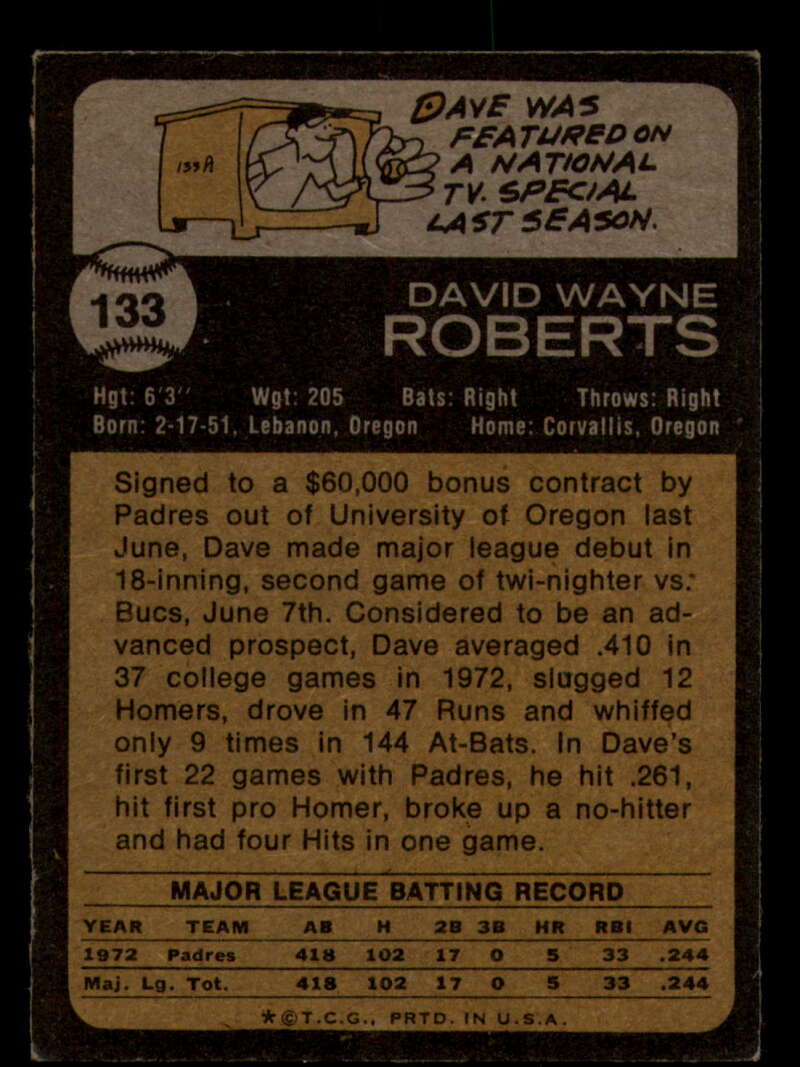 DAVE WAS
FEATURED ON
A NATIONAL
TV. SPECIAL
LAST SEASON.
133
DAVID WAYNE
ROBERTS
Hgt: 6'3" Wgt: 205 Bats: Right Throws: Right
Born: 2-17-51, Lebanon, Oregon Home: Corvallis, Oregon
Signed to a $60,000 bonus contract by
Padres out of University of Oregon last
June, Dave made major league debut in
18-inning, second game of twi-nighter vs.
Bucs, June 7th. Considered to be an ad-
vanced prospect, Dave averaged .410 in
37 college games in 1972, slugged 12
Homers, drove in 47 Runs and whiffed
only 9 times in 144 At-Bats. In Dave's
first 22 games with Padres, he hit .261,
hit first pro Homer, broke up a no-hitter
and had four Hits in one game.
MAJOR LEAGUE BATTING RECORD
YEAR TEAM AB H 2B 3B HR RBI AVG
1972 Padres 418 102 17 0 5 33 .244
Maj. Lg. Tot. 418 102 17 0 5 33 .244
*©T.C.G., PRTD. IN U.S.A.